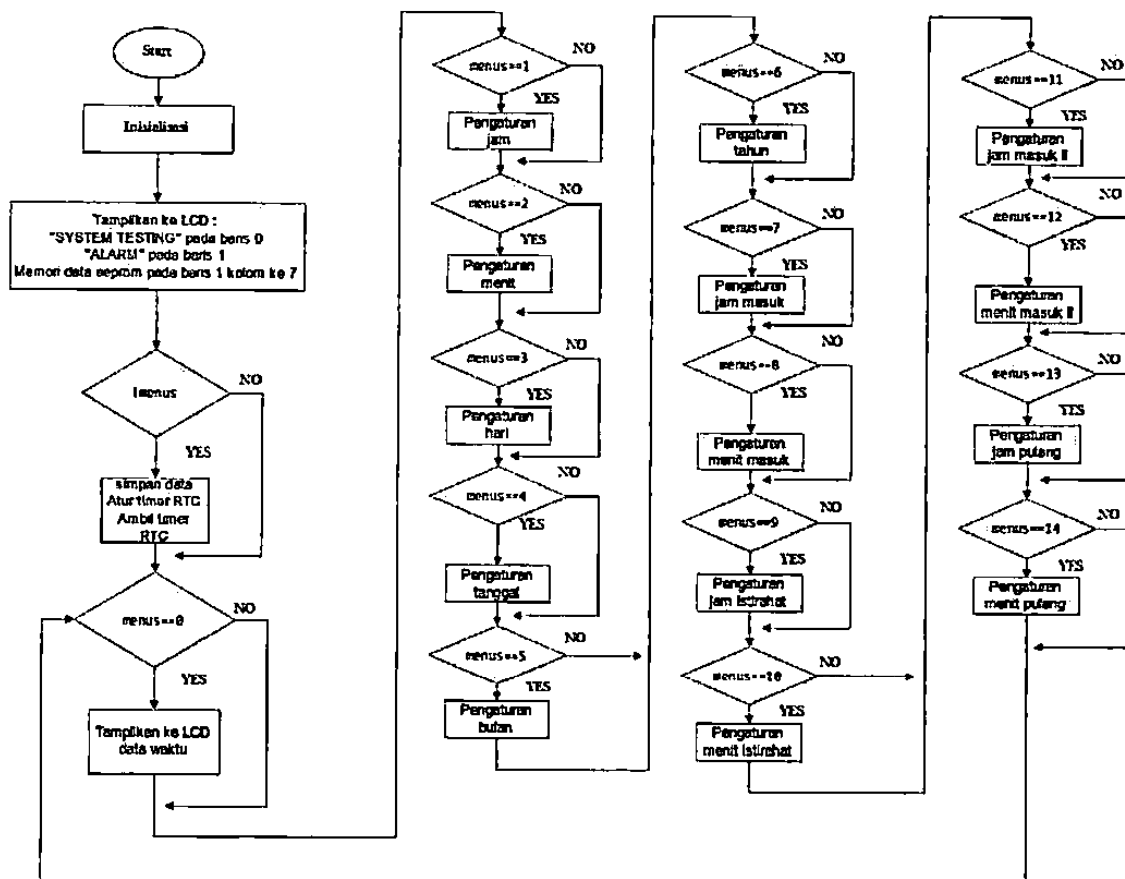 Start
Inisialisasi
Tampilkan ke LCD :
"SYSTEM TESTING" pada baris 0
"ALARM" pada baris 1
Memori data eeprom pada baris 1 kolom ke 7
!menus
NO
YES
simpan data
Atur timer RTC
Ambil timer
RTC
menus==0
NO
YES
Tampilkan ke LCD
data waktu
menus==1
NO
YES
Pengaturan
jam
menus==2
NO
YES
Pengaturan
menit
menus==3
NO
YES
Pengaturan
hari
menus==4
NO
YES
Pengaturan
tanggal
menus==5
NO
YES
Pengaturan
bulan
menus==6
NO
YES
Pengaturan
tahun
menus==7
NO
YES
Pengaturan
jam masuk
menus==8
NO
YES
Pengaturan
menit masuk
menus==9
NO
YES
Pengaturan
jam istirahat
menus==10
NO
YES
Pengaturan
menit istirahat
menus==11
NO
YES
Pengaturan
jam masuk II
menus==12
NO
YES
Pengaturan
menit masuk II
menus==13
NO
YES
Pengaturan
jam pulang
menus==14
NO
YES
Pengaturan
menit pulang